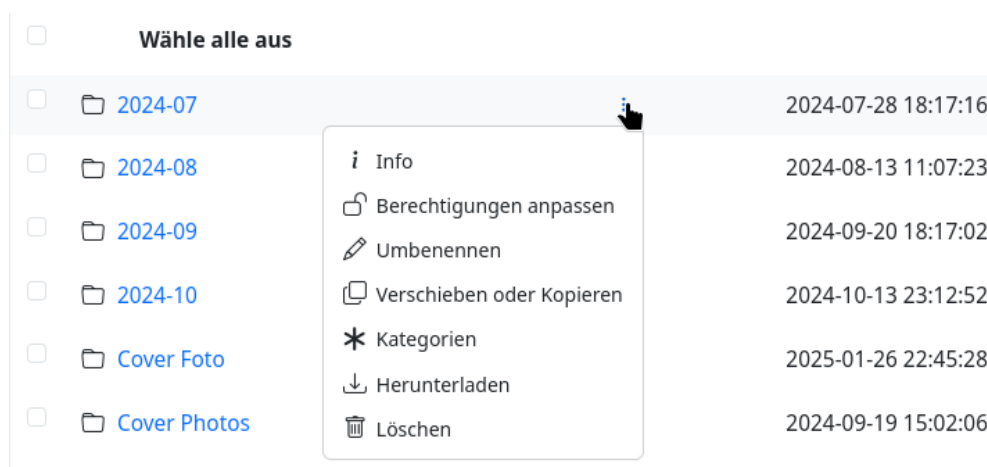 Wähle alle aus
2024-07 2024-07-28 18:17:16
Info
2024-08 2024-08-13 11:07:23
Berechtigungen anpassen
2024-09 2024-09-20 18:17:02
Umbenennen
2024-10 Verschieben oder Kopieren 2024-10-13 23:12:52
Kategorien
Cover Foto 2025-01-26 22:45:28
Herunterladen
Cover Photos 2024-09-19 15:02:06
Löschen